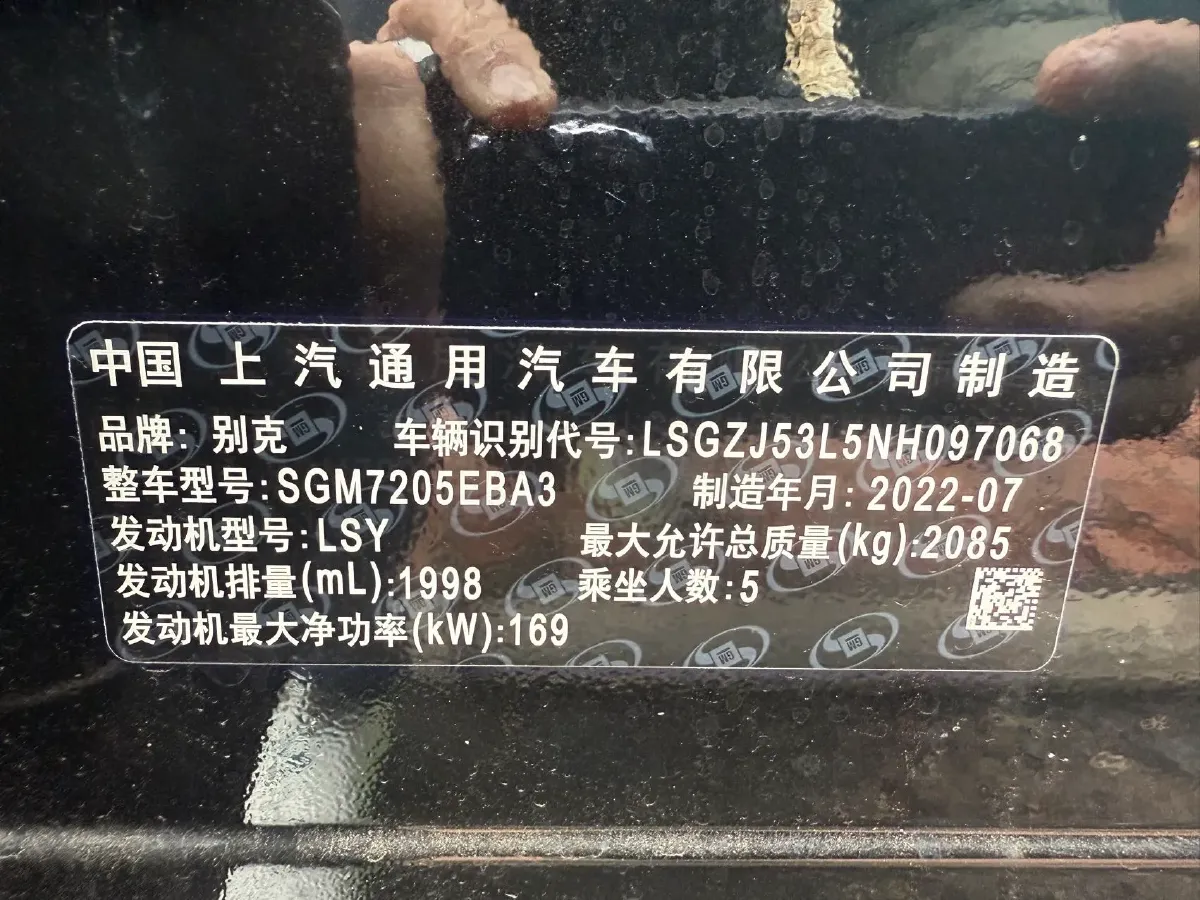 中国 上汽通用汽车有限公司制造
品牌: 别克 车辆识别代号:LSGZJ53L5NH097068
整车型号:SGM7205EBA3 制造年月: 2022-07
发动机型号:LSY 最大允许总质量(kg):2085
发动机排量(mL):1998 乘坐人数:5
发动机最大净功率(kW):169